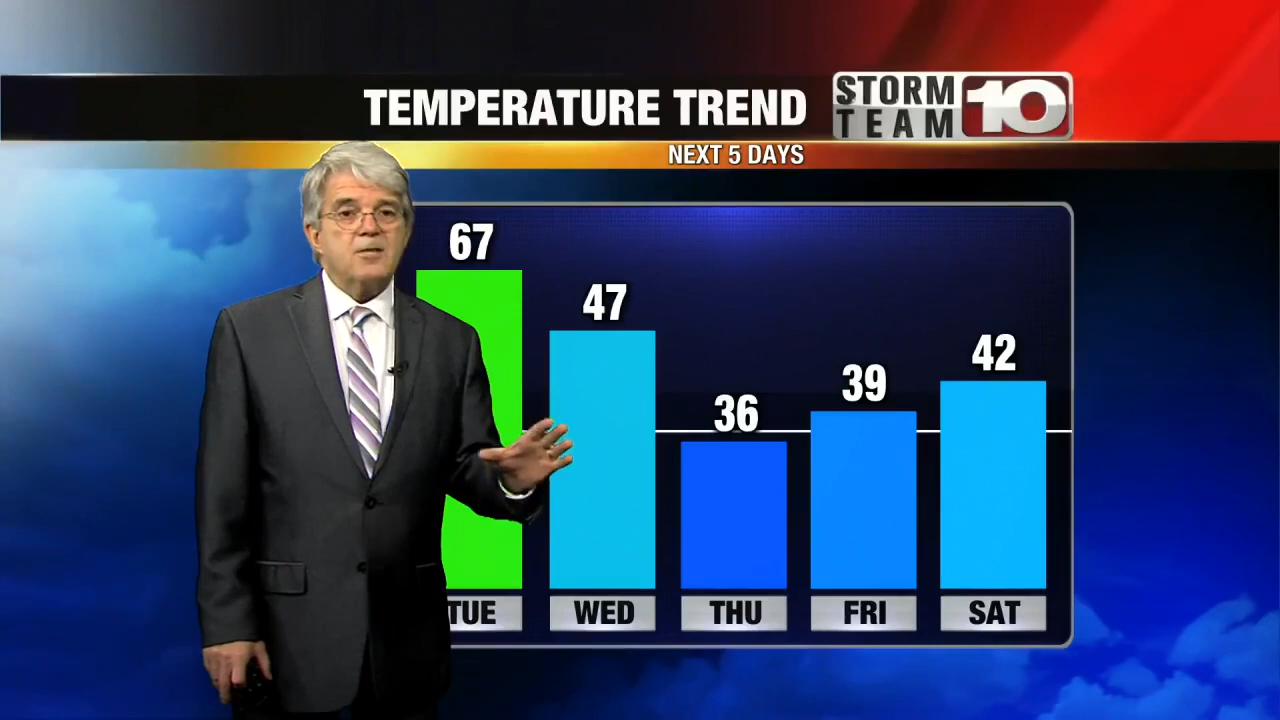 TEMPERATURE TREND
STORM
TEAM
10
NEXT 5 DAYS
67
47
36
39
42
TUE
WED
THU
FRI
SAT